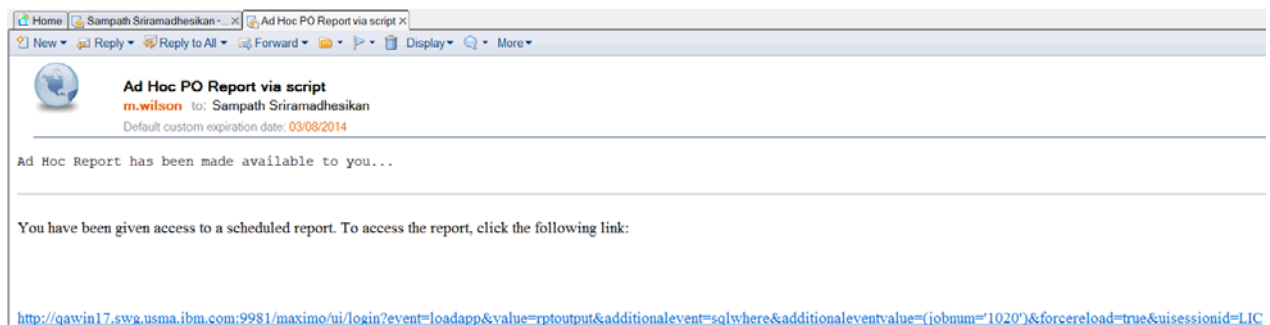 Home Sampath Sriramadhesikan -... Ad Hoc PO Report via script
New Reply Reply to All Forward Display More
Ad Hoc PO Report via script
m.wilson to: Sampath Sriramadhesikan
Default custom expiration date: 03/08/2014
Ad Hoc Report has been made available to you...
You have been given access to a scheduled report. To access the report, click the following link:
http://qawin17.swg.usma.ibm.com:9981/maximo/ui/login?event=loadapp&value=rptoutput&additionalevent=sqlwhere&additionaleventvalue=(jobnum='1020')&forcereload=true&uisessionid=LIC